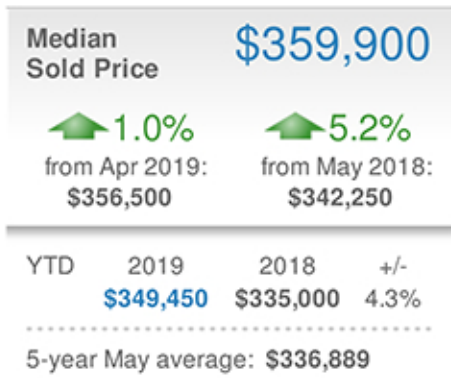 Median $359,900
Sold Price
1.0% 5.2%
from Apr 2019: from May 2018:
$356,500 $342,250
YTD 2019 2018 +/-
$349,450 $335,000 4.3%
5-year May average: $336,889